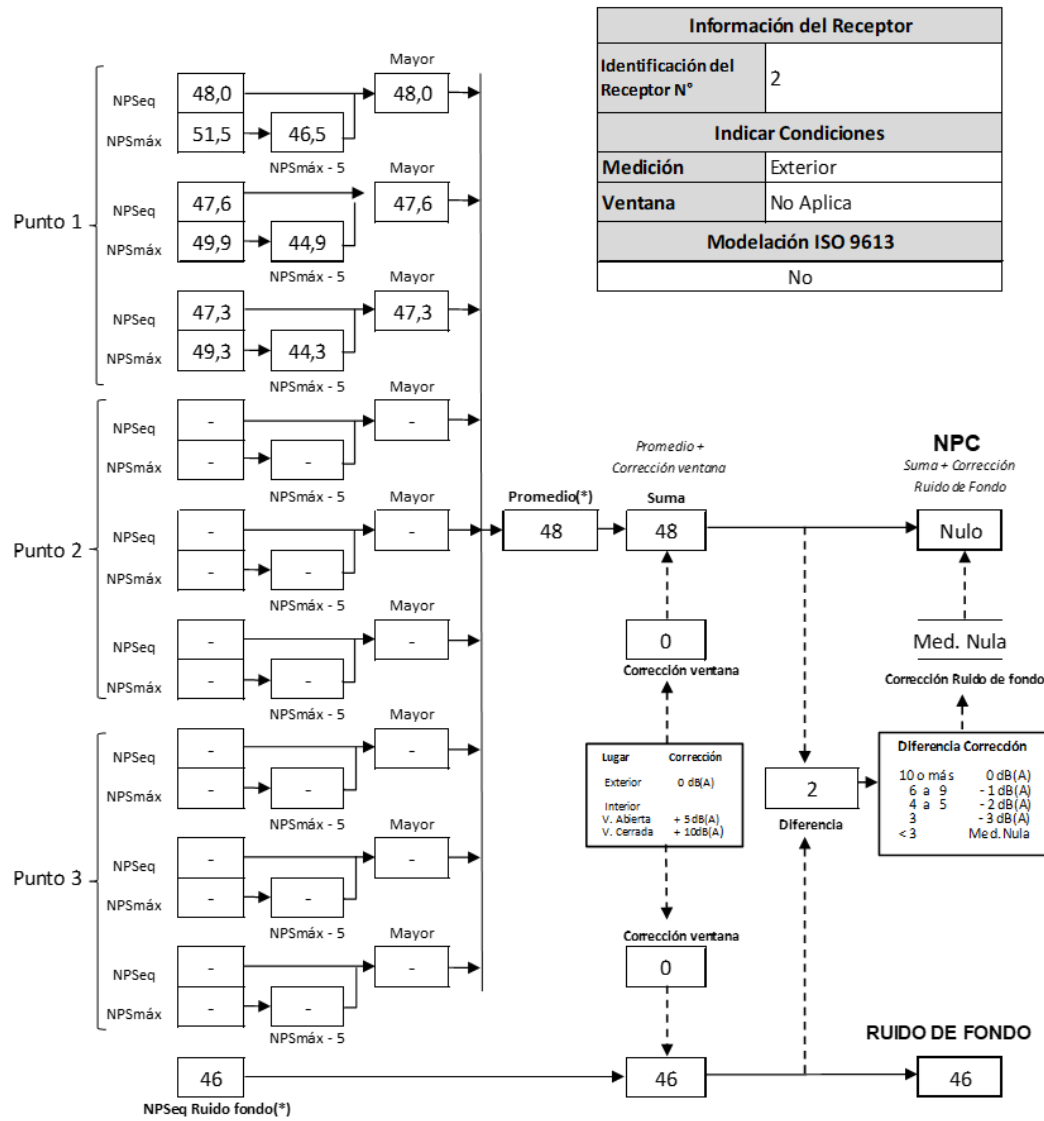 Información del Receptor
Identificación del Receptor N° 2
Indicar Condiciones
Medición Exterior
Ventana No Aplica
Modelación ISO 9613
No
Punto 1
Mayor
NPSeq 48,0 48,0
NPSmáx 51,5 46,5
NPSmáx - 5
Mayor
NPSeq 47,6 47,6
NPSmáx 49,9 44,9
NPSmáx - 5
Mayor
NPSeq 47,3 47,3
NPSmáx 49,3 44,3
NPSmáx - 5
Punto 2
Mayor
NPSeq - -
NPSmáx - -
NPSmáx - 5
Mayor
NPSeq - -
NPSmáx - -
NPSmáx - 5
Mayor
NPSeq - -
NPSmáx - -
NPSmáx - 5
Punto 3
Mayor
NPSeq - -
NPSmáx - -
NPSmáx - 5
Mayor
NPSeq - -
NPSmáx - -
NPSmáx - 5
Mayor
NPSeq - -
NPSmáx - -
NPSmáx - 5
46
NPSeq Ruido fondo(*)
Promedio(*)
48
Promedio +
Corrección ventana
Suma
48
0
Corrección ventana
Lugar Corrección
Exterior 0 dB(A)
Interior
V. Abierta + 5 dB(A)
V. Cerrada + 10dB(A)
Corrección ventana
0
46
2
Diferencia
NPC
Suma + Corrección
Ruido de Fondo
Nulo
Med. Nula
Corrección Ruido de fondo
Diferencia Corrección
10 o más 0 dB(A)
6 a 9 - 1 dB(A)
4 a 5 - 2 dB(A)
3 - 3 dB(A)
< 3 Med. Nula
RUIDO DE FONDO
46